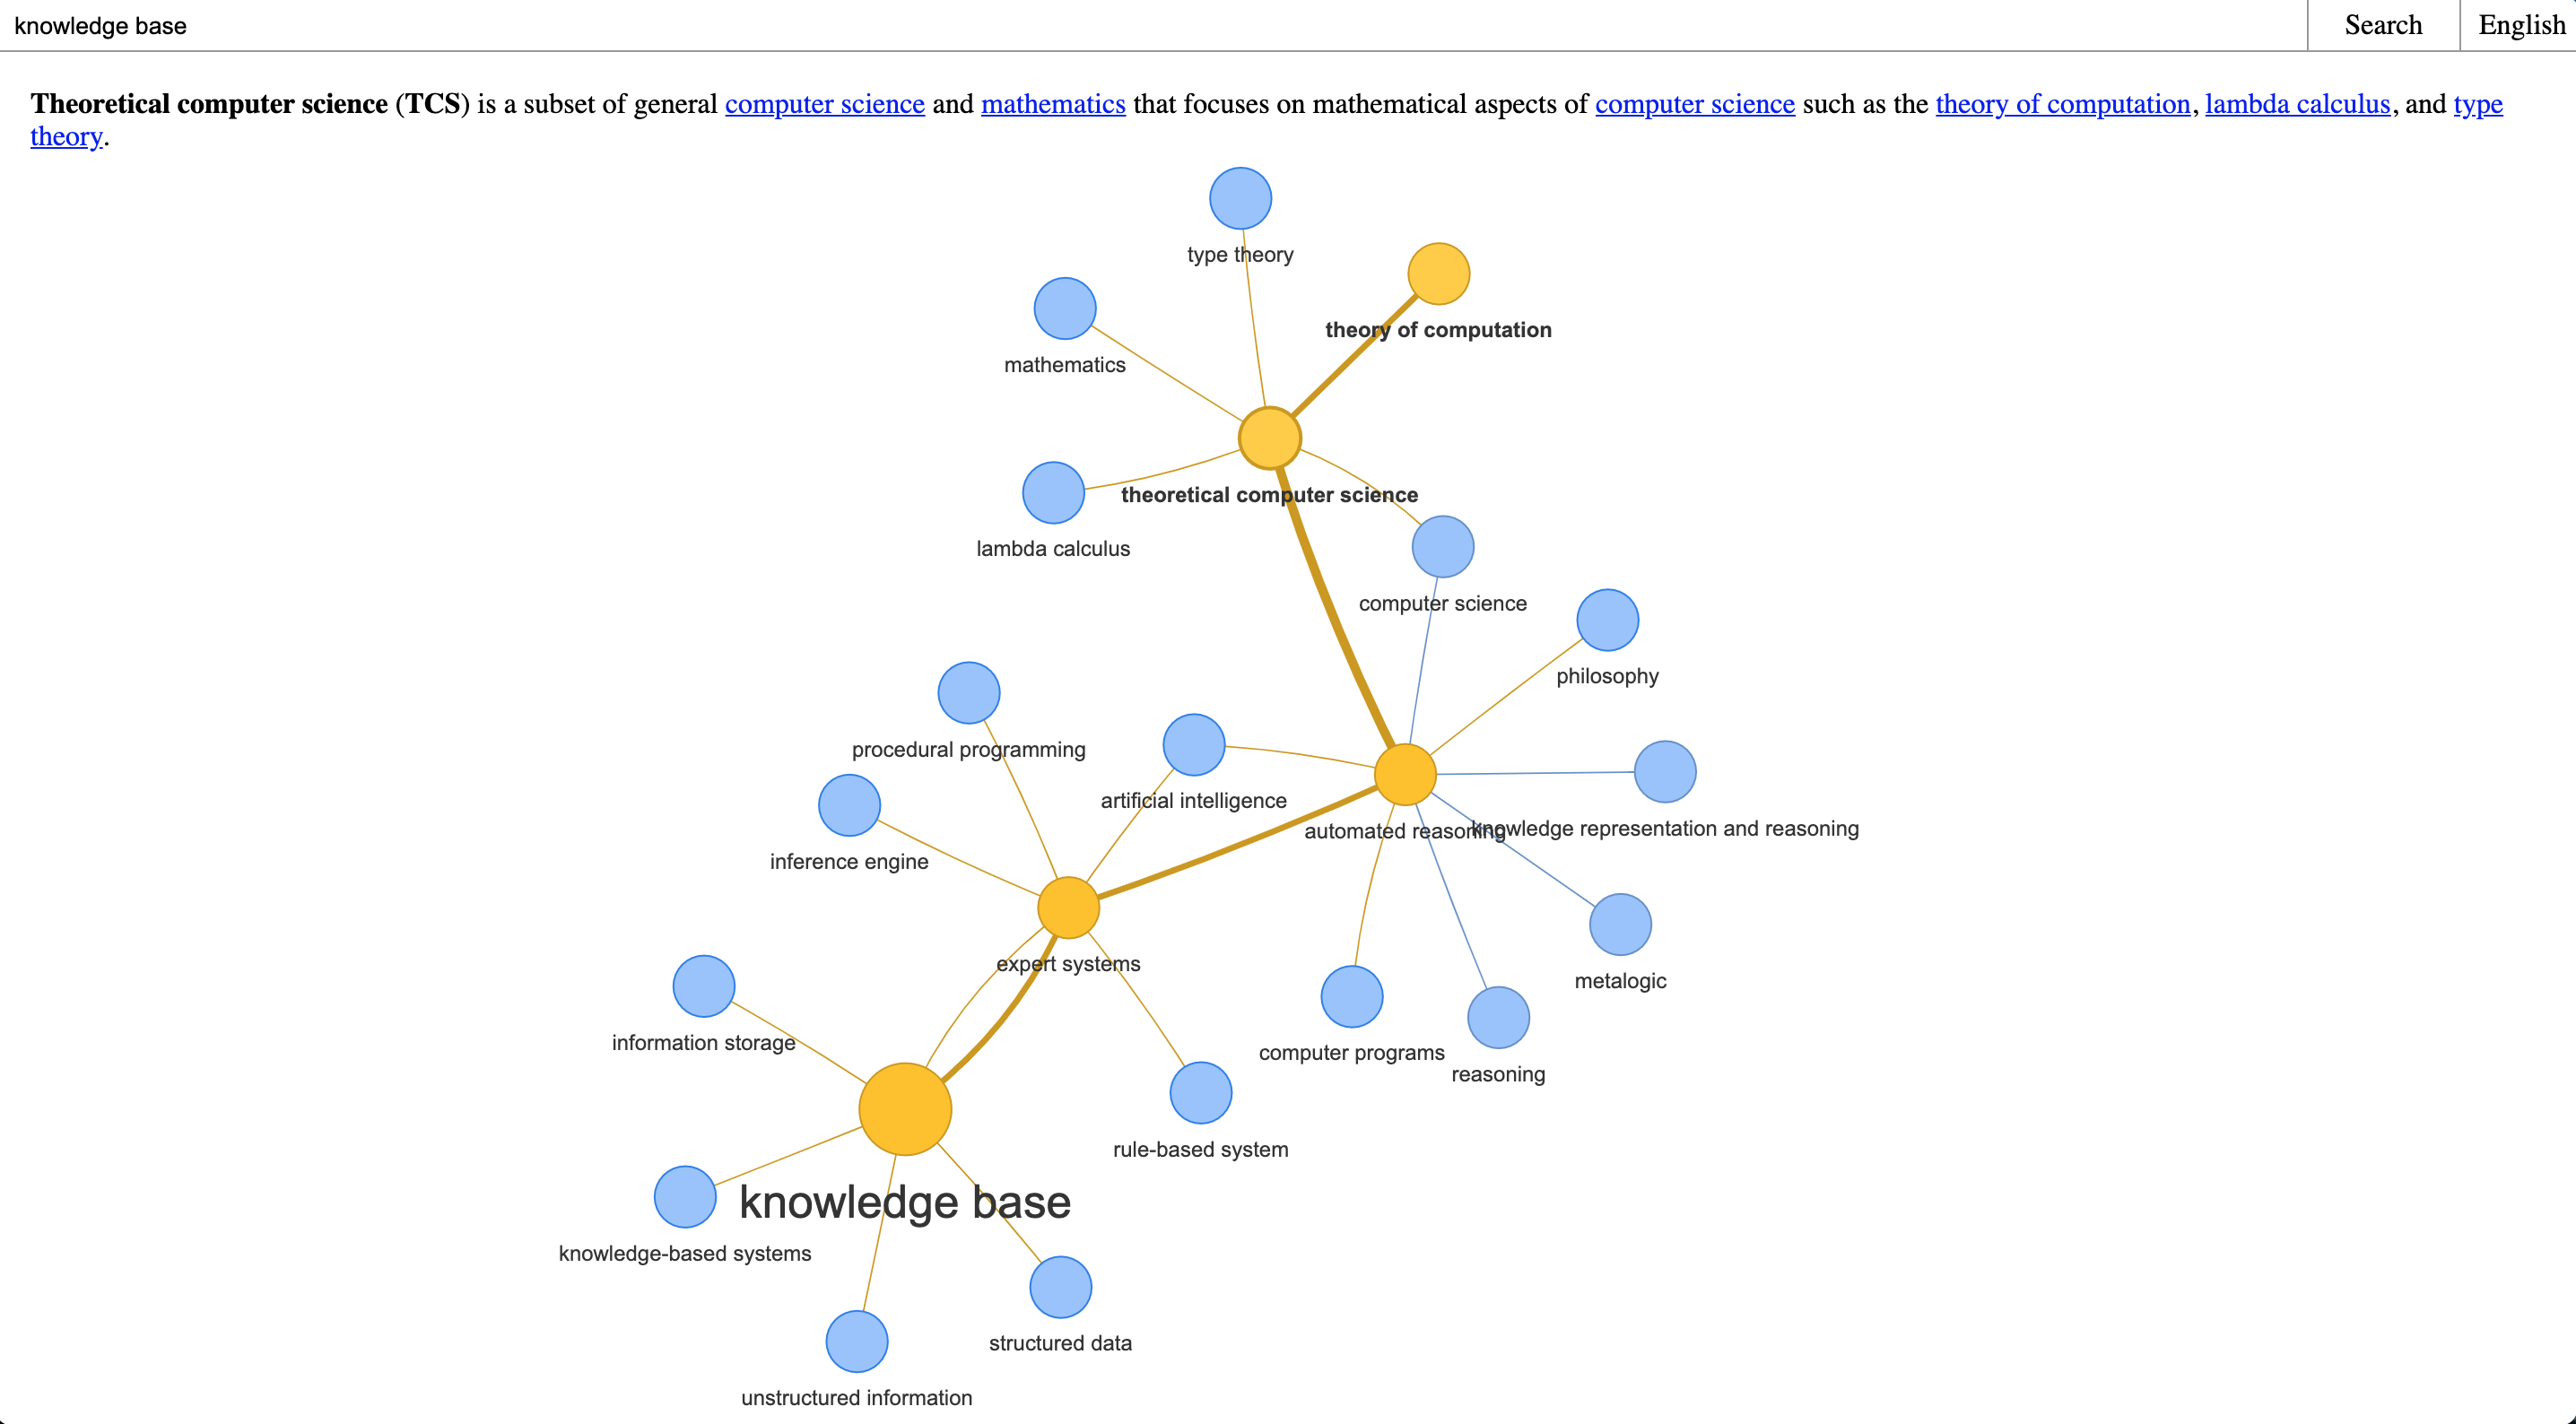 knowledge base
Search
English
Theoretical computer science (TCS) is a subset of general computer science and mathematics that focuses on mathematical aspects of computer science such as the theory of computation, lambda calculus, and type
theory.
type theory
theory of computation
mathematics
theoretical computer science
lambda calculus
computer science
philosophy
procedural programming
artificial intelligence
automated reasoning
knowledge representation and reasoning
inference engine
expert systems
metalogic
information storage
computer programs
reasoning
rule-based system
knowledge base
knowledge-based systems
structured data
unstructured information